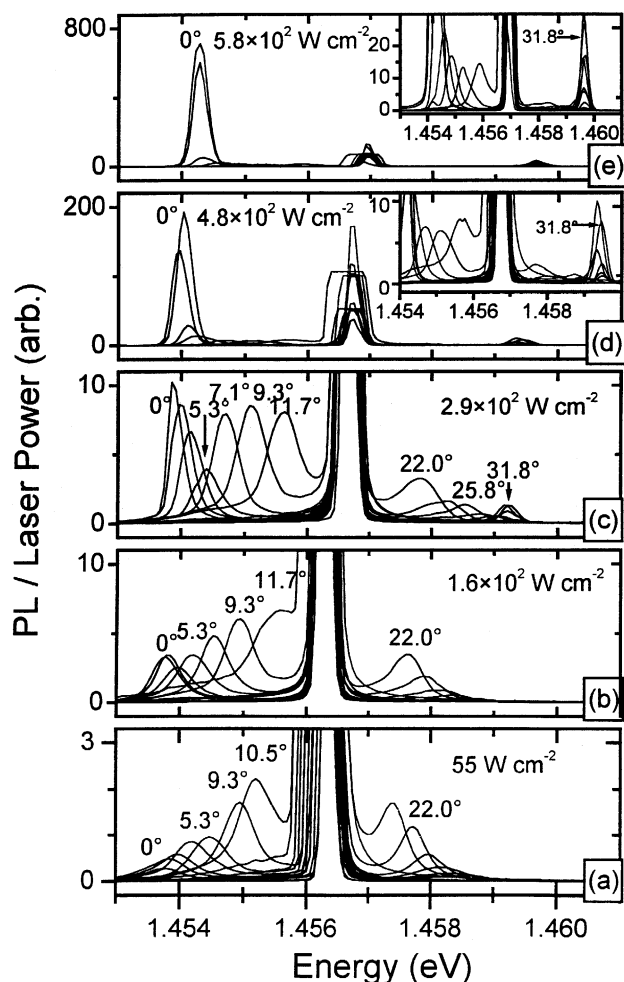 PL / Laser Power (arb.)
800
0
0° 5.8×10² W cm⁻²
20
10
0
31.8°
1.454 1.456 1.458 1.460
(e)
200
0
0° 4.8×10² W cm⁻²
10
5
0
31.8°
1.454 1.456 1.458
(d)
10
0
0°
5.3°
7.1°
9.3°
11.7°
2.9×10² W cm⁻²
22.0°
25.8°
31.8°
(c)
10
0
0°
5.3°
9.3°
11.7°
1.6×10² W cm⁻²
22.0°
(b)
3
0
0°
5.3°
9.3°
10.5°
55 W cm⁻²
22.0°
(a)
1.454 1.456 1.458 1.460
Energy (eV)